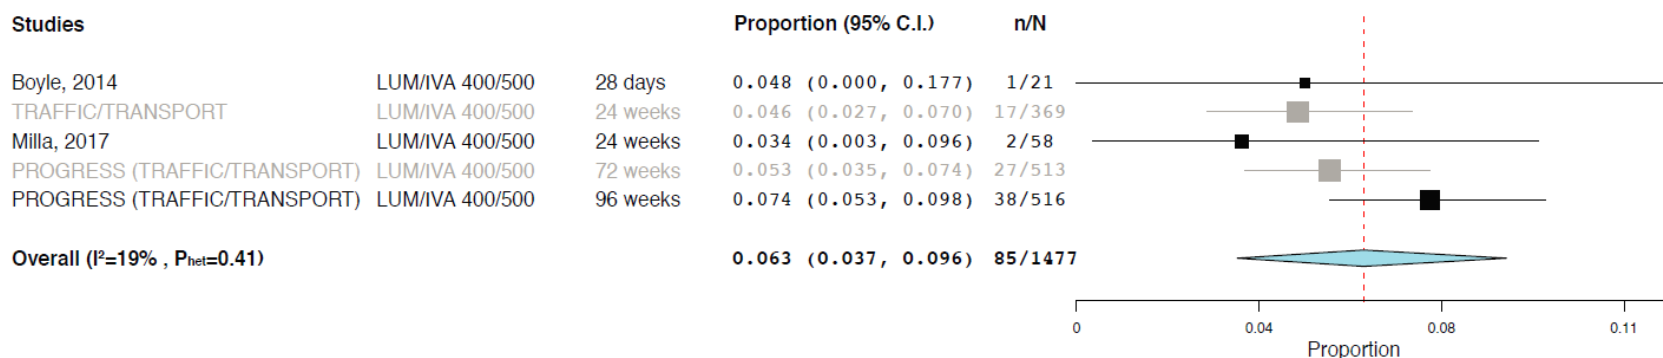 Studies Proportion (95% C.I.) n/N
Boyle, 2014 LUM/IVA 400/500 28 days 0.048 (0.000, 0.177) 1/21
TRAFFIC/TRANSPORT LUM/IVA 400/500 24 weeks 0.046 (0.027, 0.070) 17/369
Milla, 2017 LUM/IVA 400/500 24 weeks 0.034 (0.003, 0.096) 2/58
PROGRESS (TRAFFIC/TRANSPORT) LUM/IVA 400/500 72 weeks 0.053 (0.035, 0.074) 27/513
PROGRESS (TRAFFIC/TRANSPORT) LUM/IVA 400/500 96 weeks 0.074 (0.053, 0.098) 38/516
Overall (I²=19% , Phet=0.41) 0.063 (0.037, 0.096) 85/1477
0 0.04 0.08 0.11
Proportion